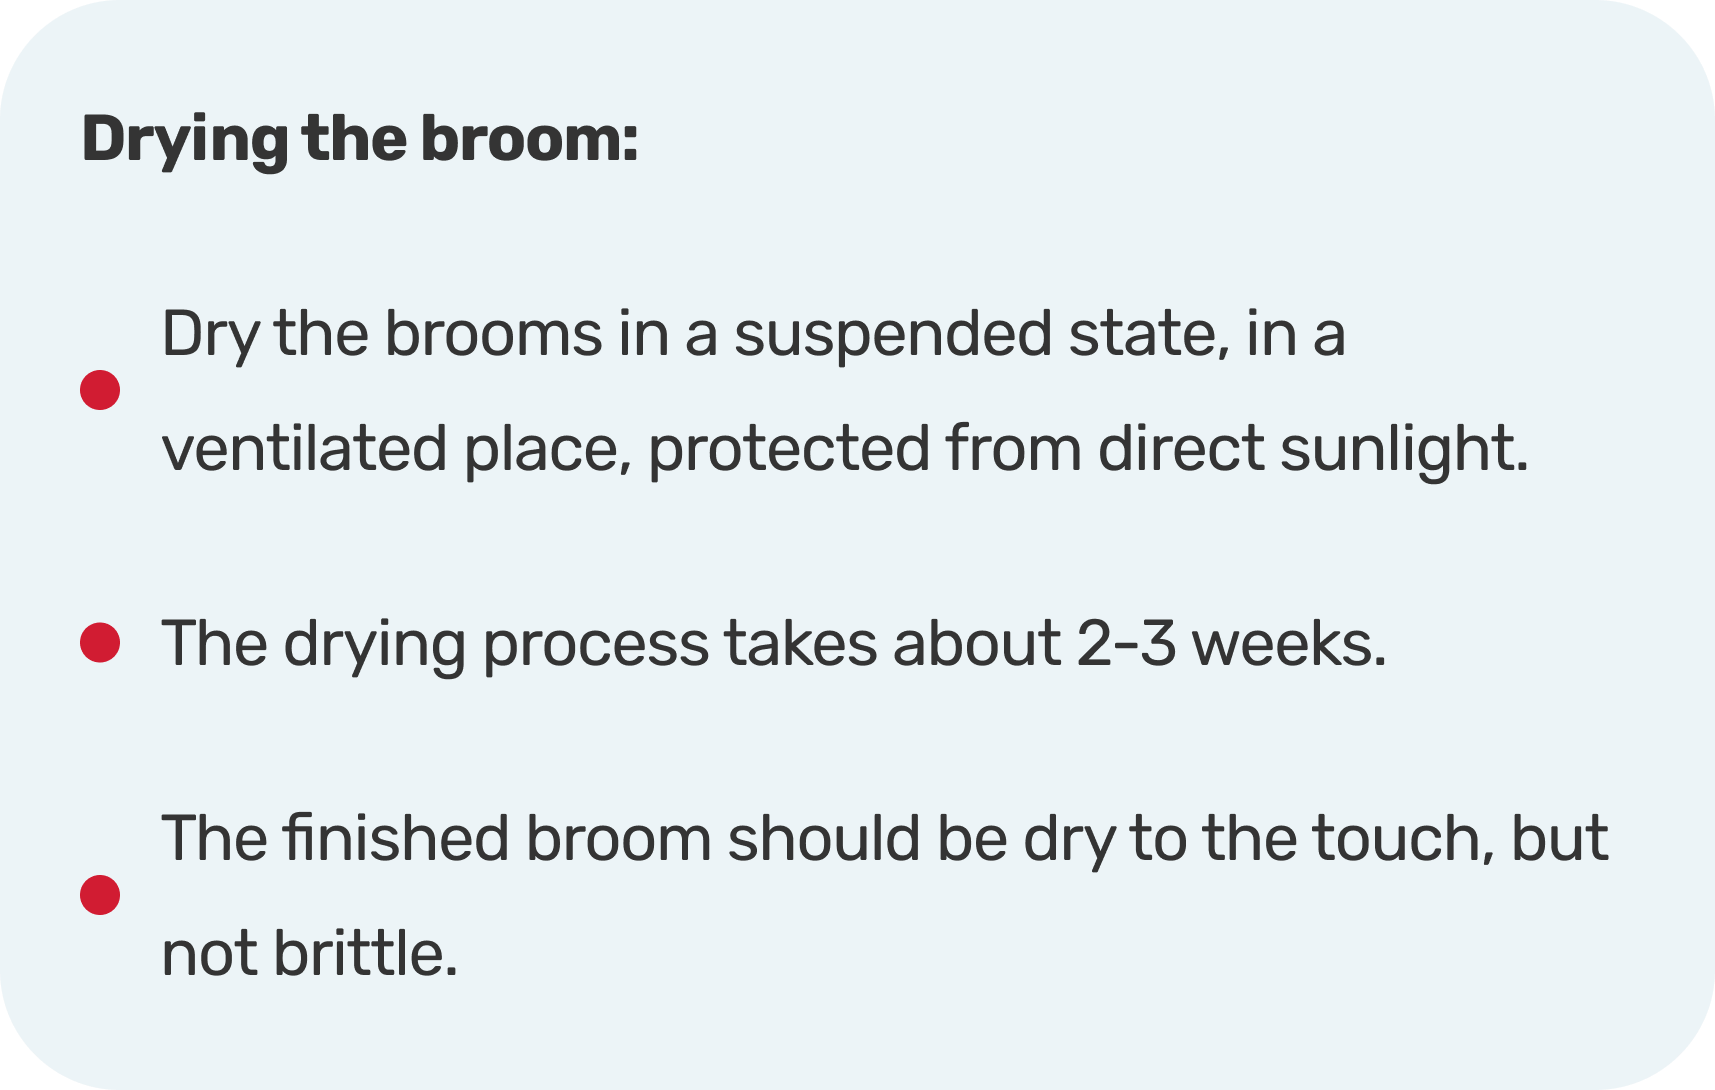 Drying the broom:
Dry the brooms in a suspended state, in a
ventilated place, protected from direct sunlight.
The drying process takes about 2-3 weeks.
The finished broom should be dry to the touch, but
not brittle.